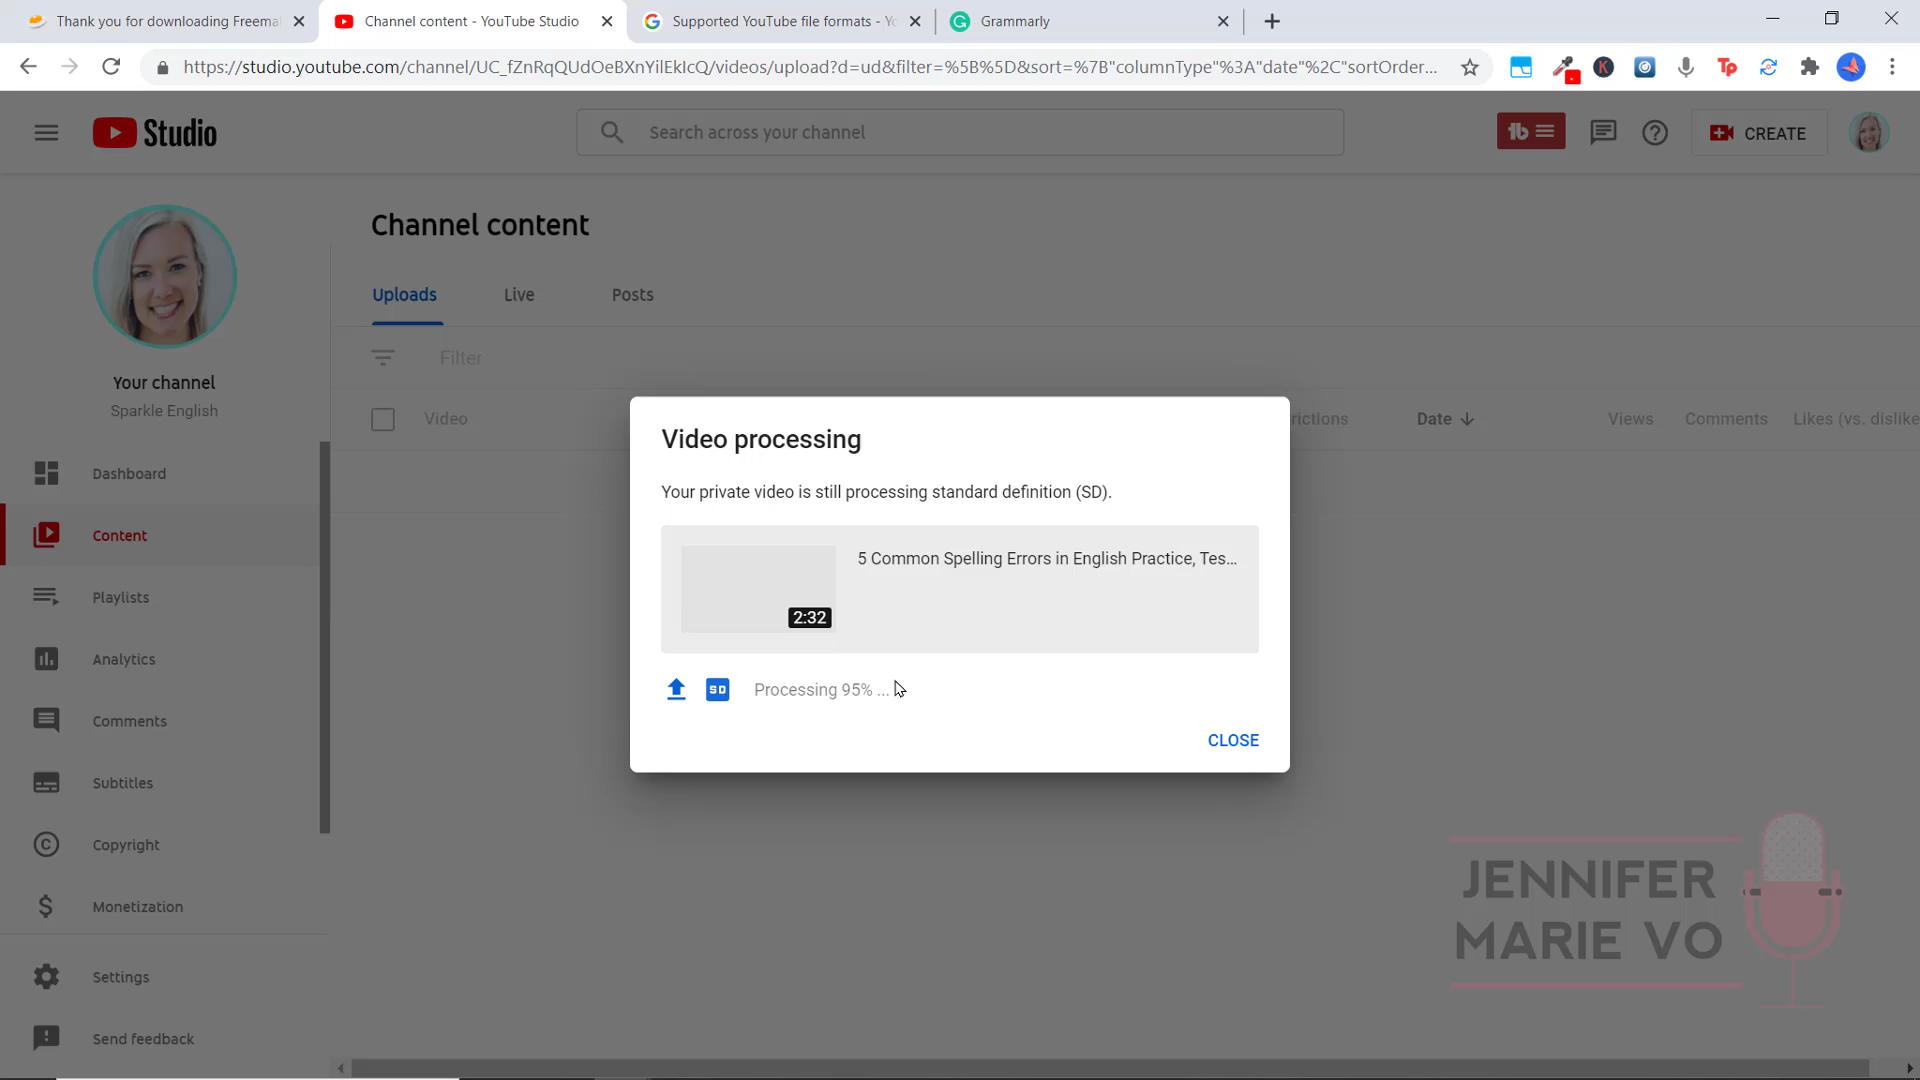 Thank you for downloading Freema
Channel content - YouTube Studio
Supported YouTube file formats - Yo
Grammarly
https://studio.youtube.com/channel/UC_fZnRqQUdOeBXnYilEkIcQ/videos/upload?d=ud&filter=%5B%5D&sort=%7B"columnType"%3A"date"%2C"sortOrder...
K
Tp
Studio
Search across your channel
tb
CREATE
Channel content
Uploads
Live
Posts
Your channel
Sparkle English
Filter
Video
rictions
Date
Views
Comments
Likes (vs. dislike
Video processing
Your private video is still processing standard definition (SD).
5 Common Spelling Errors in English Practice, Tes...
2:32
SD
Processing 95% ...
CLOSE
Dashboard
Content
Playlists
Analytics
Comments
Subtitles
Copyright
Monetization
Settings
Send feedback
JENNIFER
MARIE VO